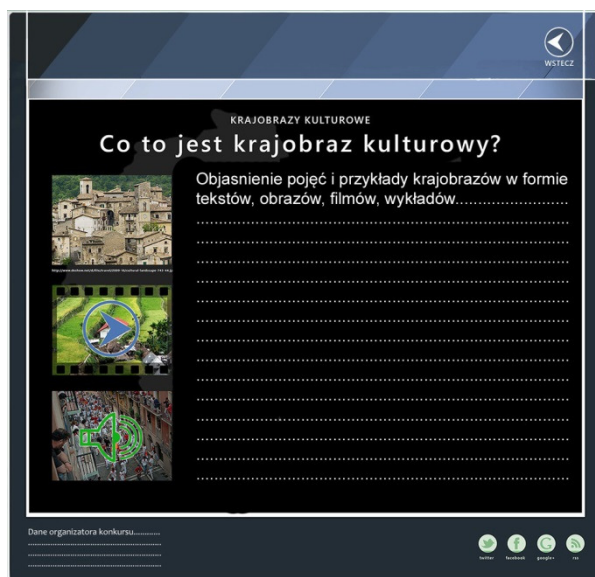 WSTECZ
KRAJOBRAZY KULTUROWE
Co to jest krajobraz kulturowy?
Objasnienie pojęć i przykłady krajobrazów w formie
tekstów, obrazów, filmów, wykładów.........................
Dane organizatora konkursu............
twitter
facebook
google+
rss